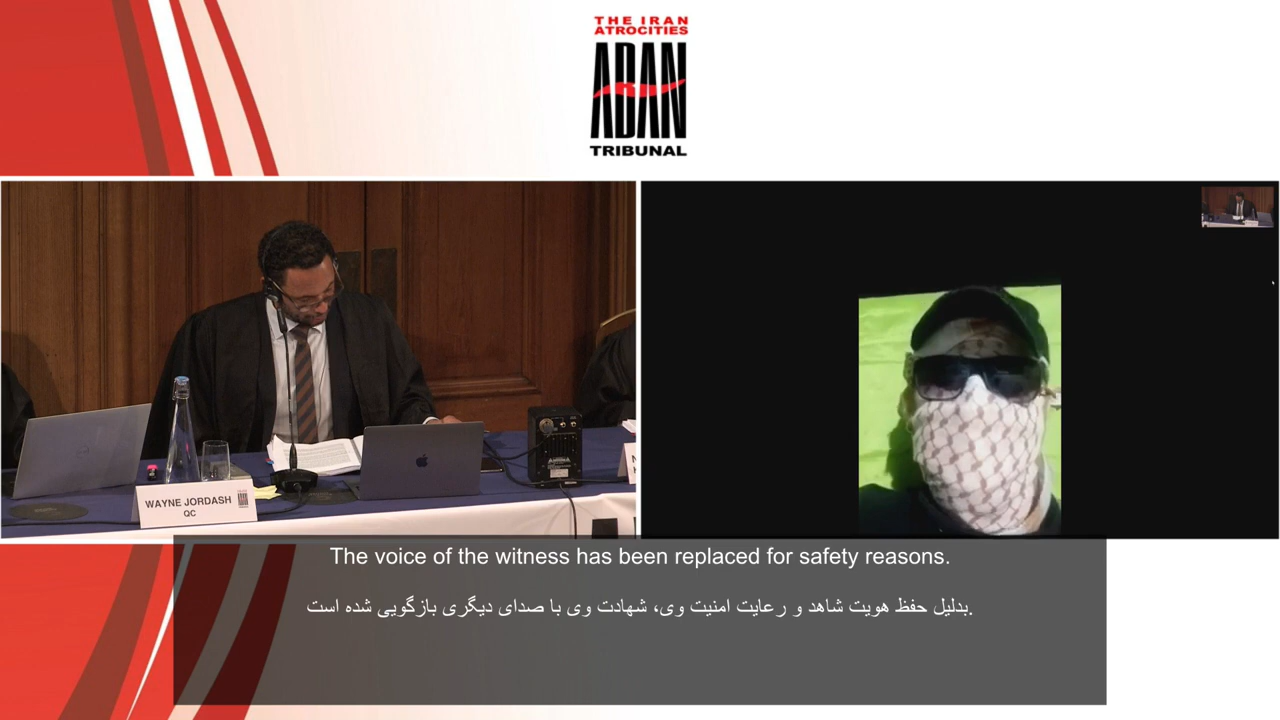 THE IRAN
ATROCITIES
ABAN
TRIBUNAL
WAYNE JORDASH
QC
The voice of the witness has been replaced for safety reasons.
بدلیل حفظ هویت شاهد و رعایت امنیت وی، شهادت وی با صدای دیگری بازگویی شده است.